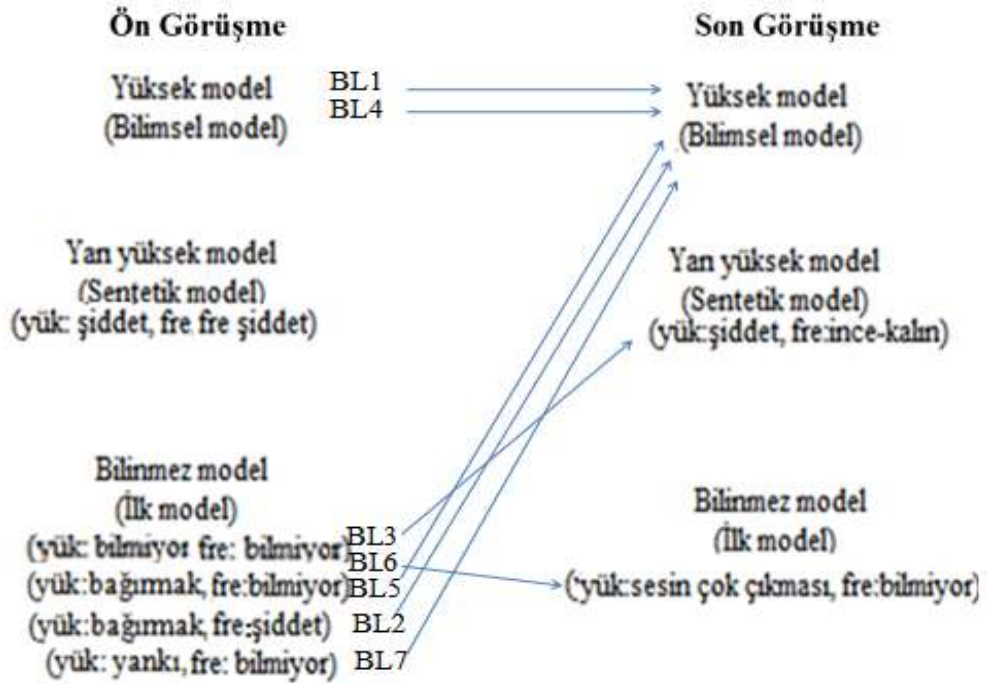 Ön Görüşme
Yüksek model
(Bilimsel model)
BL1
BL4
Yarı yüksek model
(Sentetik model)
(yük: şiddet, fre fre şiddet)
Bilinmez model
(İlk model)
(yük: bilmiyor fre: bilmiyor) BL3
BL6
(yük:bağırmak, fre:bilmiyor) BL5
(yük:bağırmak, fre:şiddet) BL2
(yük: yankı, fre: bilmiyor) BL7
Son Görüşme
Yüksek model
(Bilimsel model)
Yarı yüksek model
(Sentetik model)
(yük:şiddet, fre:ince-kalın)
Bilinmez model
(İlk model)
(yük:sesin çok çıkması, fre:bilmiyor)